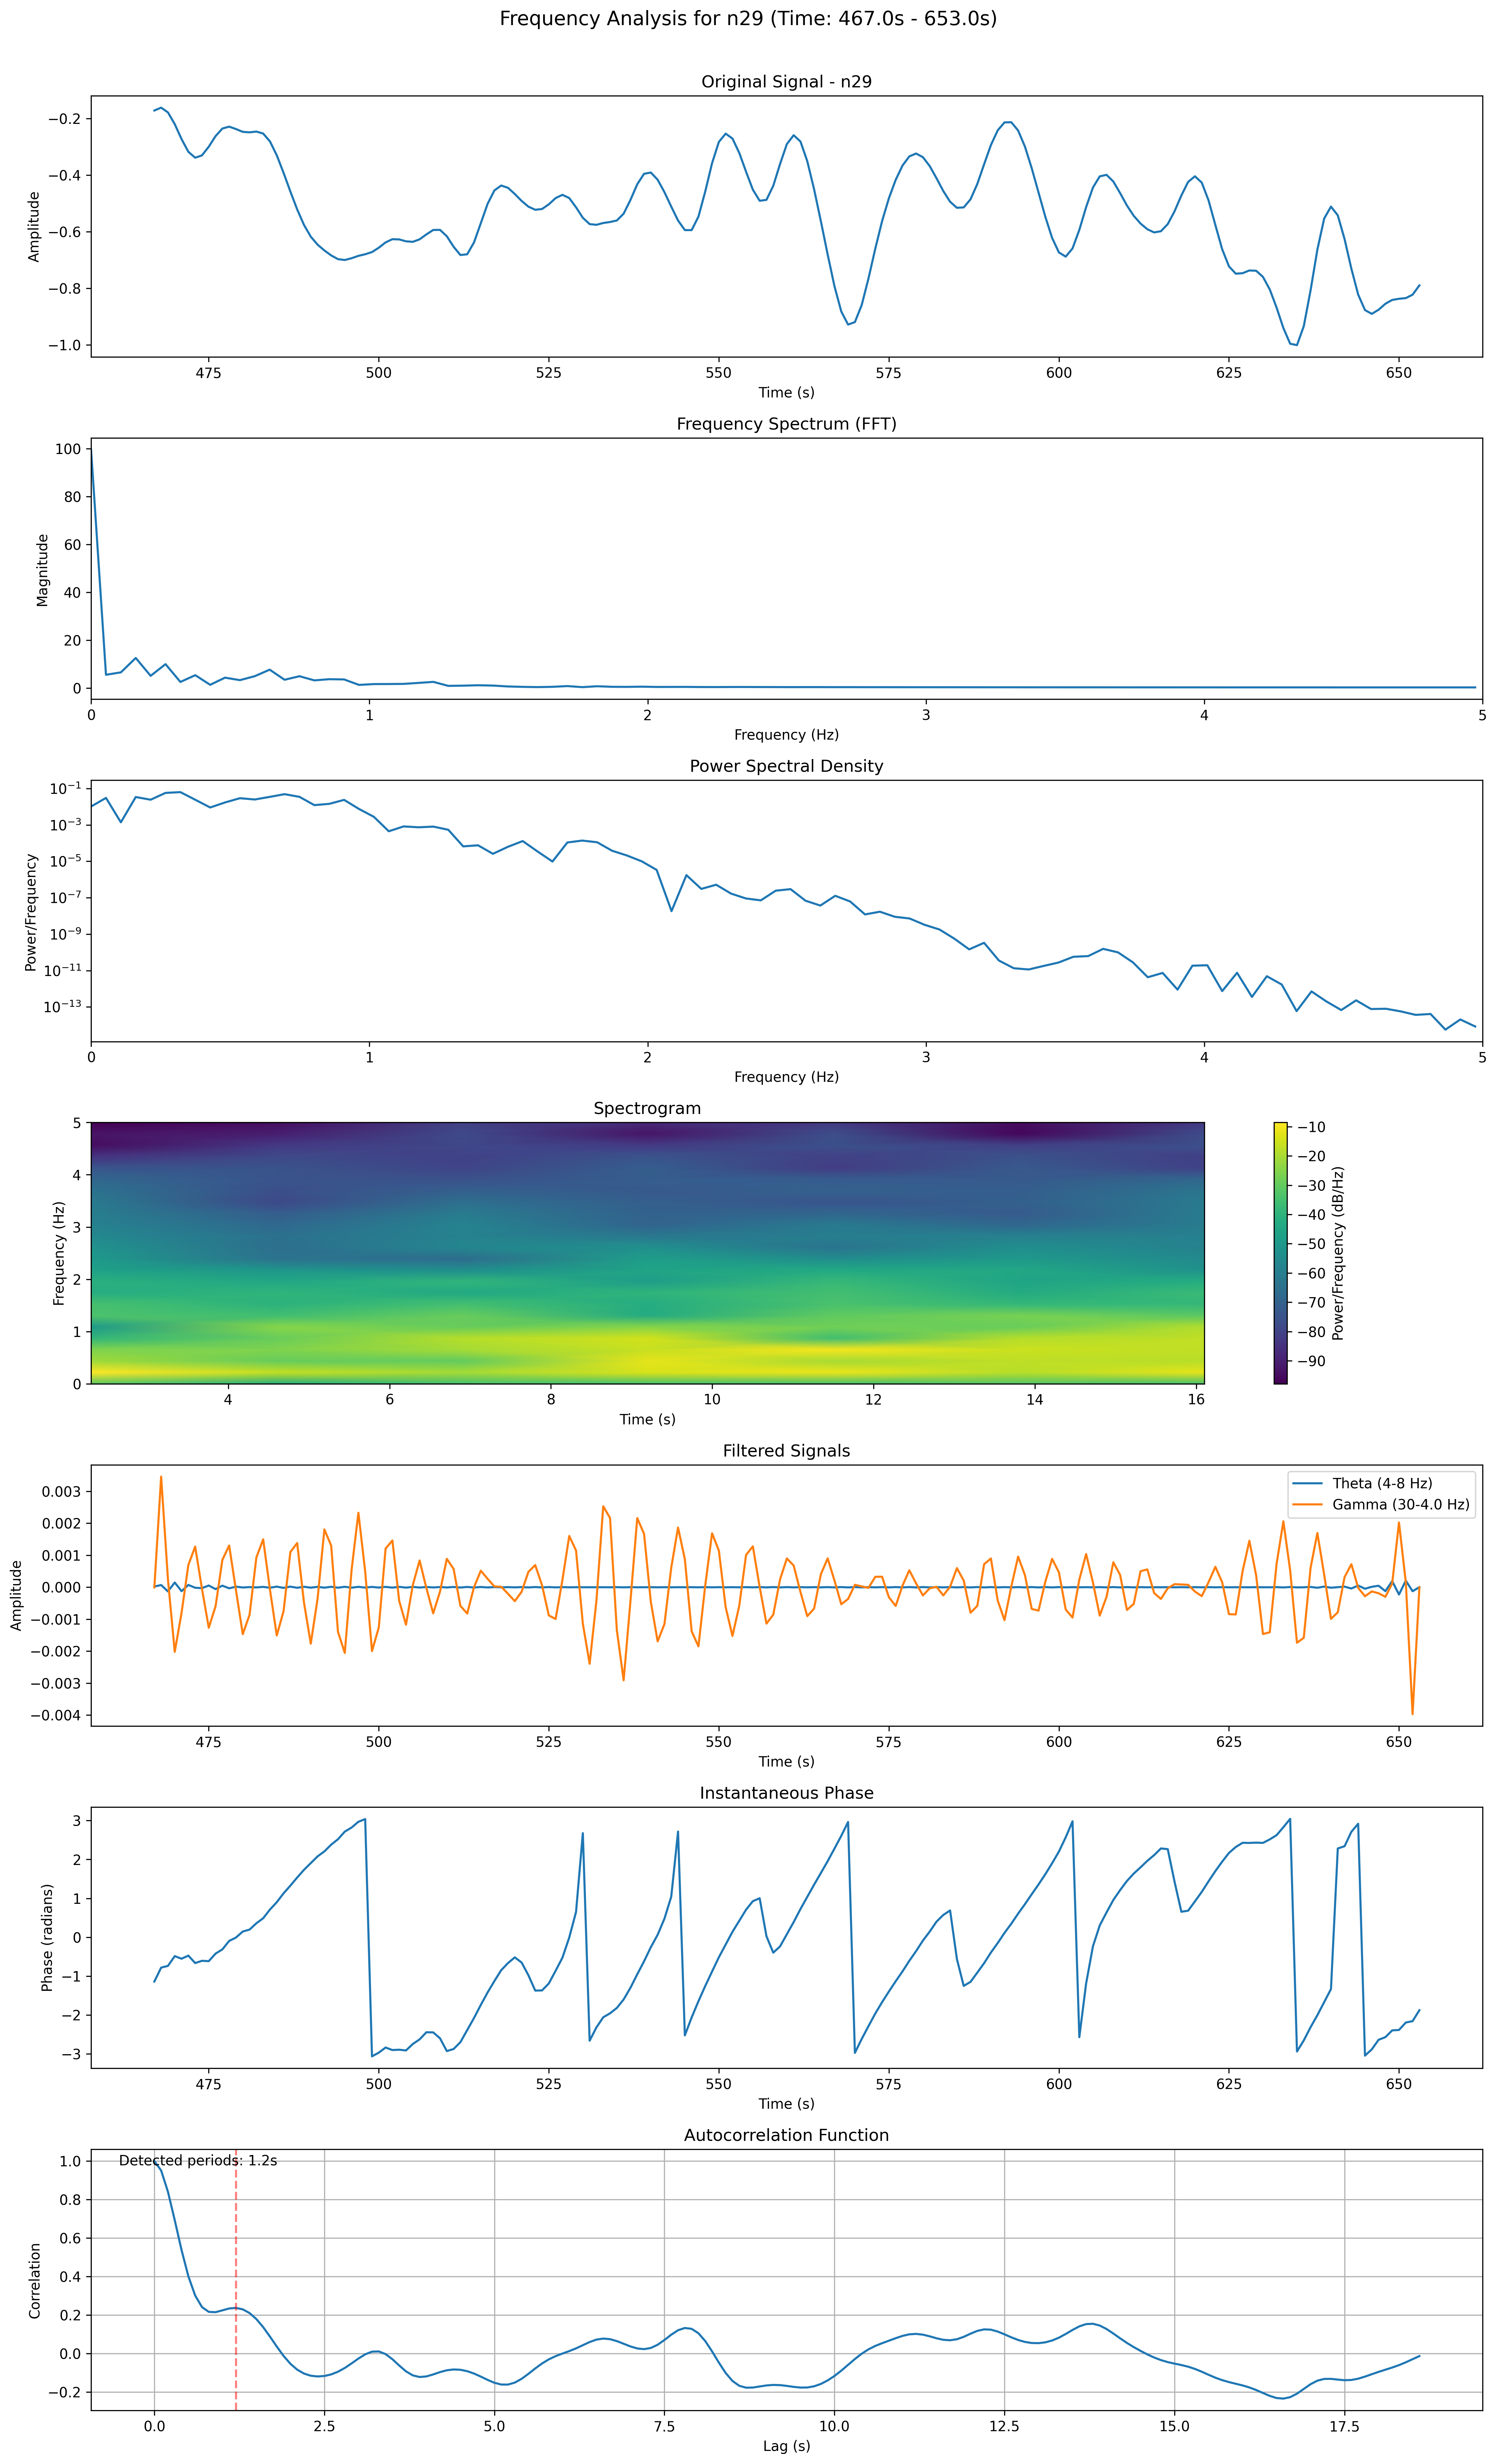 Frequency Analysis for n29 (Time: 467.0s - 653.0s)
Original Signal - n29
−0.2
−0.4
−0.6
−0.8
−1.0
Amplitude
475 500 525 550 575 600 625 650
Time (s)
Frequency Spectrum (FFT)
100
80
60
40
20
0
Magnitude
0 1 2 3 4 5
Frequency (Hz)
Power Spectral Density
10⁻¹
10⁻³
10⁻⁵
10⁻⁷
10⁻⁹
10⁻¹¹
10⁻¹³
Power/Frequency
0 1 2 3 4 5
Frequency (Hz)
Spectrogram
5
4
3
2
1
0
Frequency (Hz)
4 6 8 10 12 14 16
Time (s)
−10
−20
−30
−40
−50
−60
−70
−80
−90
Power/Frequency (dB/Hz)
Filtered Signals
0.003
0.002
0.001
0.000
−0.001
−0.002
−0.003
−0.004
Amplitude
Theta (4-8 Hz)
Gamma (30-4.0 Hz)
475 500 525 550 575 600 625 650
Time (s)
Instantaneous Phase
3
2
1
0
−1
−2
−3
Phase (radians)
475 500 525 550 575 600 625 650
Time (s)
Autocorrelation Function
Detected periods: 1.2s
1.0
0.8
0.6
0.4
0.2
0.0
−0.2
Correlation
0.0 2.5 5.0 7.5 10.0 12.5 15.0 17.5
Lag (s)